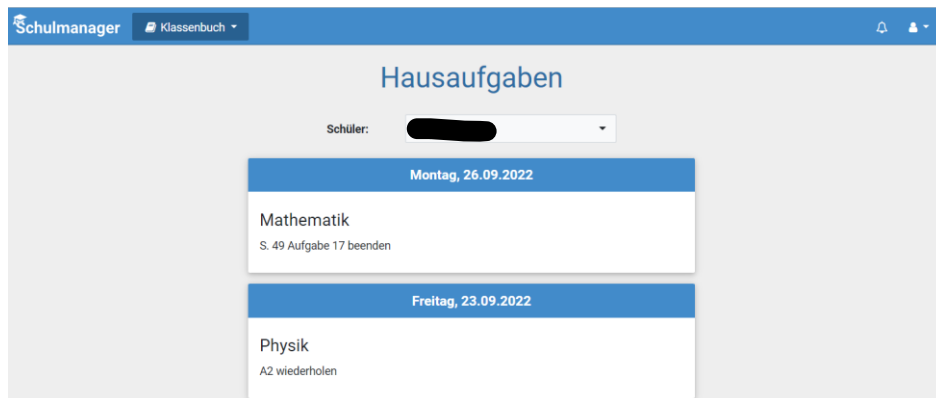 Schulmanager Klassenbuch
Hausaufgaben
Schüler:
Montag, 26.09.2022
Mathematik
S. 49 Aufgabe 17 beenden
Freitag, 23.09.2022
Physik
A2 wiederholen